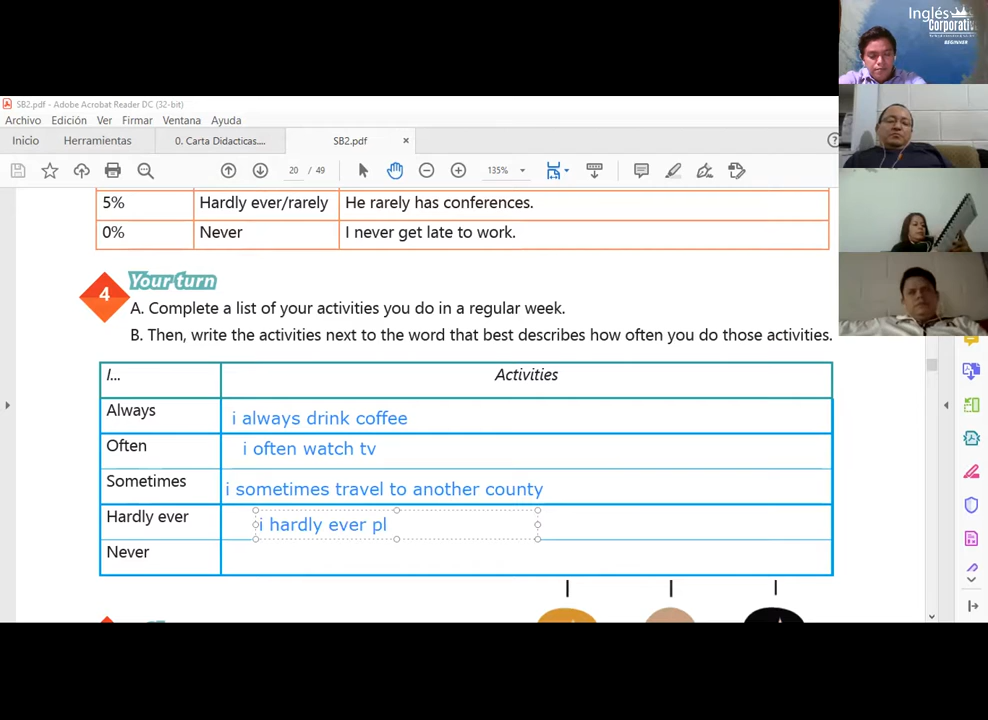 Inglés
Corporativ
BEGINNER
SB2.pdf - Adobe Acrobat Reader DC (32-bit)
Archivo Edición Ver Firmar Ventana Ayuda
Inicio Herramientas 0. Carta Didacticas.... SB2.pdf ×
20 / 49 135%
5% Hardly ever/rarely He rarely has conferences.
0% Never I never get late to work.
4 Your turn
A. Complete a list of your activities you do in a regular week.
B. Then, write the activities next to the word that best describes how often you do those activities.
I... Activities
Always i always drink coffee
Often i often watch tv
Sometimes i sometimes travel to another county
Hardly ever i hardly ever pl
Never